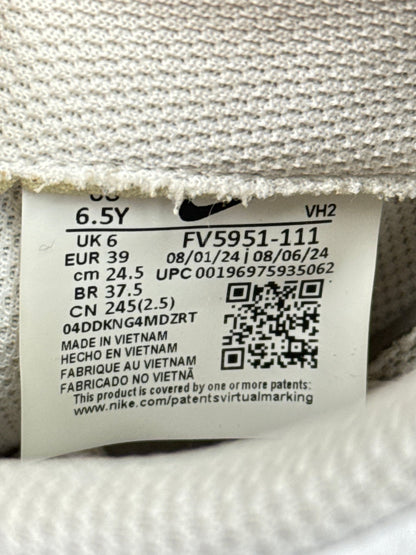 US
6.5Y
VH2
UK 6
FV5951-111
EUR 39
08/01/24 | 08/06/24
cm 24.5
UPC 00196975935062
BR 37.5
CN 245(2.5)
04DDKNG4MDZRT
MADE IN VIETNAM
HECHO EN VIETNAM
FABRIQUE AU VIETNAM
FABRICADO NO VIETNÃ
This product is covered by one or more patents:
www.nike.com/patentsvirtualmarking